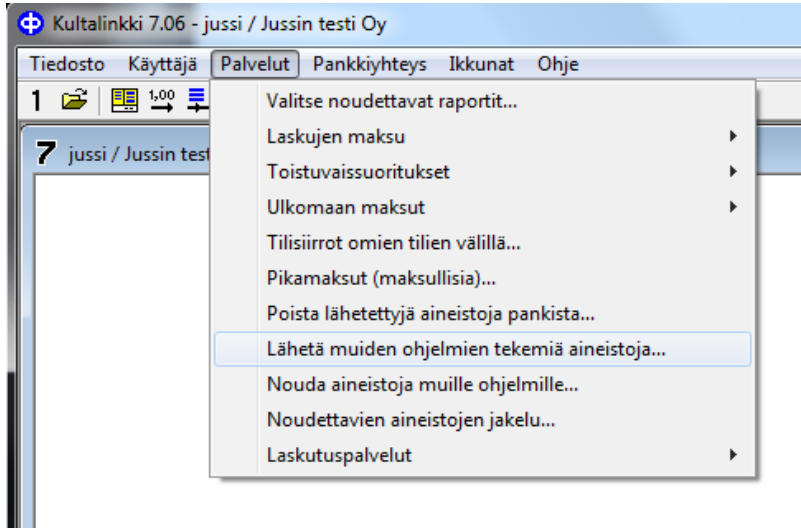 Kultalinkki 7.06 - jussi / Jussin testi Oy
Tiedosto Käyttäjä Palvelut Pankkiyhteys Ikkunat Ohje
1 1,00
Valitse noudettavat raportit...
Laskujen maksu
7 jussi / Jussin test
Toistuvaissuoritukset
Ulkomaan maksut
Tilisiirrot omien tilien välillä...
Pikamaksut (maksullisia)...
Poista lähetettyjä aineistoja pankista...
Lähetä muiden ohjelmien tekemiä aineistoja...
Nouda aineistoja muille ohjelmille...
Noudettavien aineistojen jakelu...
Laskutuspalvelut